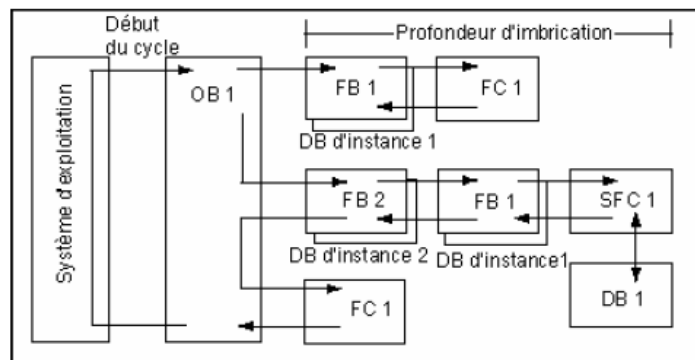 Début
du cycle
Profondeur d'imbrication
Système d'exploitation
OB 1
FB 1
FC 1
DB d'instance 1
FB 2
FB 1
SFC 1
DB d'instance 2
DB d'instance1
FC 1
DB 1